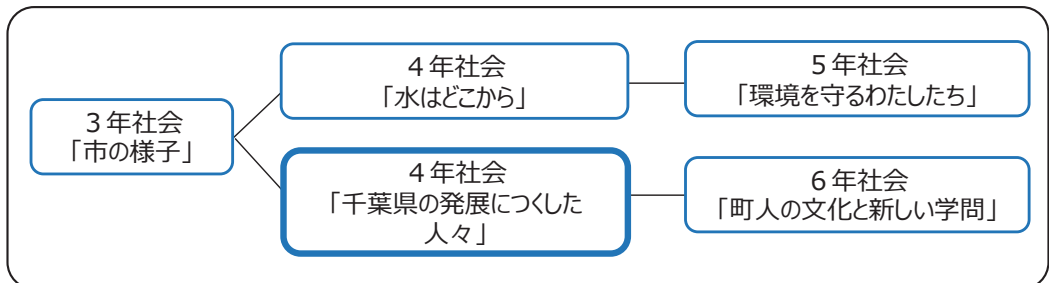 3年社会
「市の様子」
4年社会
「水はどこから」
5年社会
「環境を守るわたしたち」
4年社会
「千葉県の発展につくした
人々」
6年社会
「町人の文化と新しい学問」